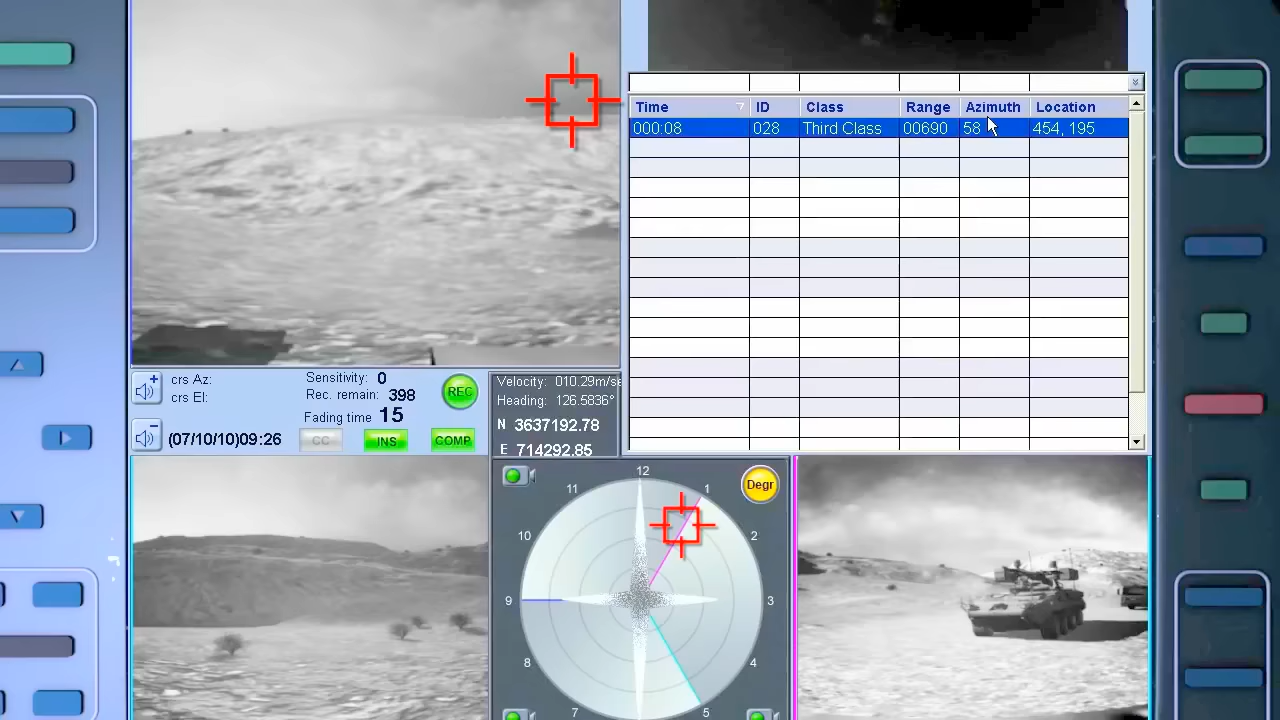 Time ID Class Range Azimuth Location
000:08 028 Third Class 00690 58 454, 195
crs Az:
crs El:
Sensitivity: 0
Rec. remain: 398
Fading time 15
REC
(07/10/10)09:26
CC INS COMP
Velocity: 010.29m/s
Heading: 126.5836°
N 3637192.78
E 714292.85
Degr
12
11 1
10 2
9 3
8 4
7 5